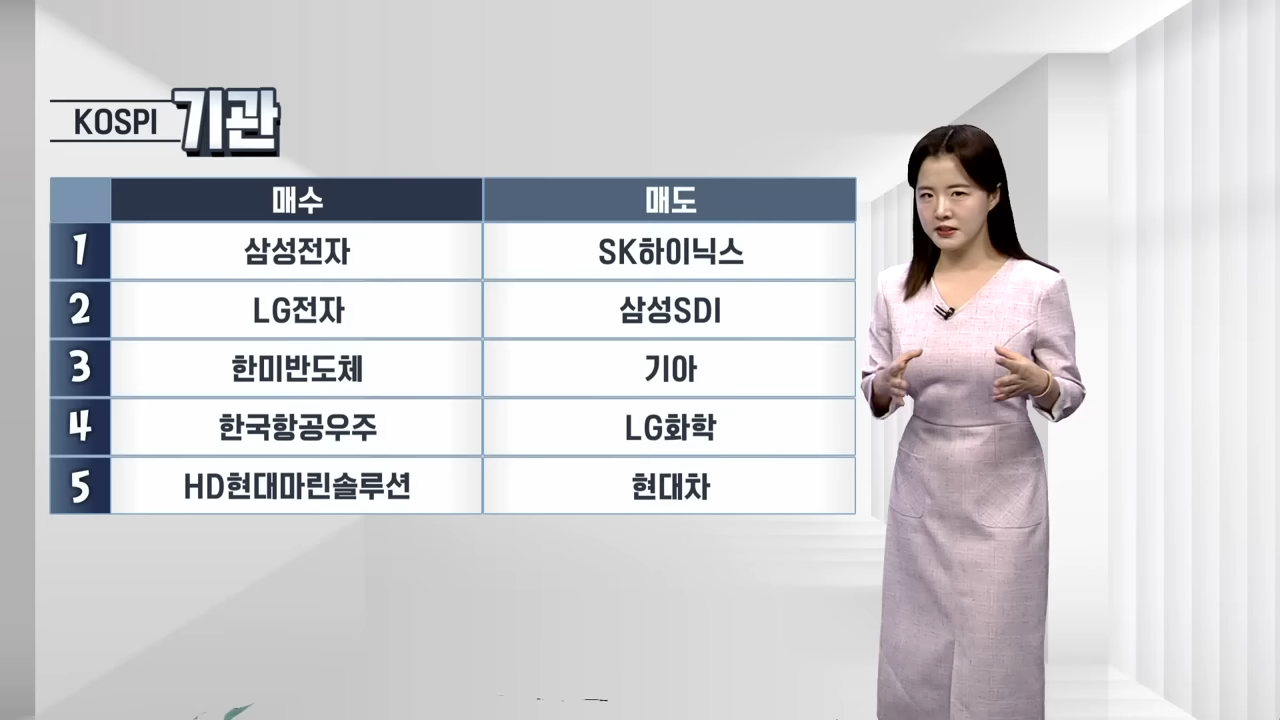 KOSPI 기관
매수 매도
1 삼성전자 SK하이닉스
2 LG전자 삼성SDI
3 한미반도체 기아
4 한국항공우주 LG화학
5 HD현대마린솔루션 현대차